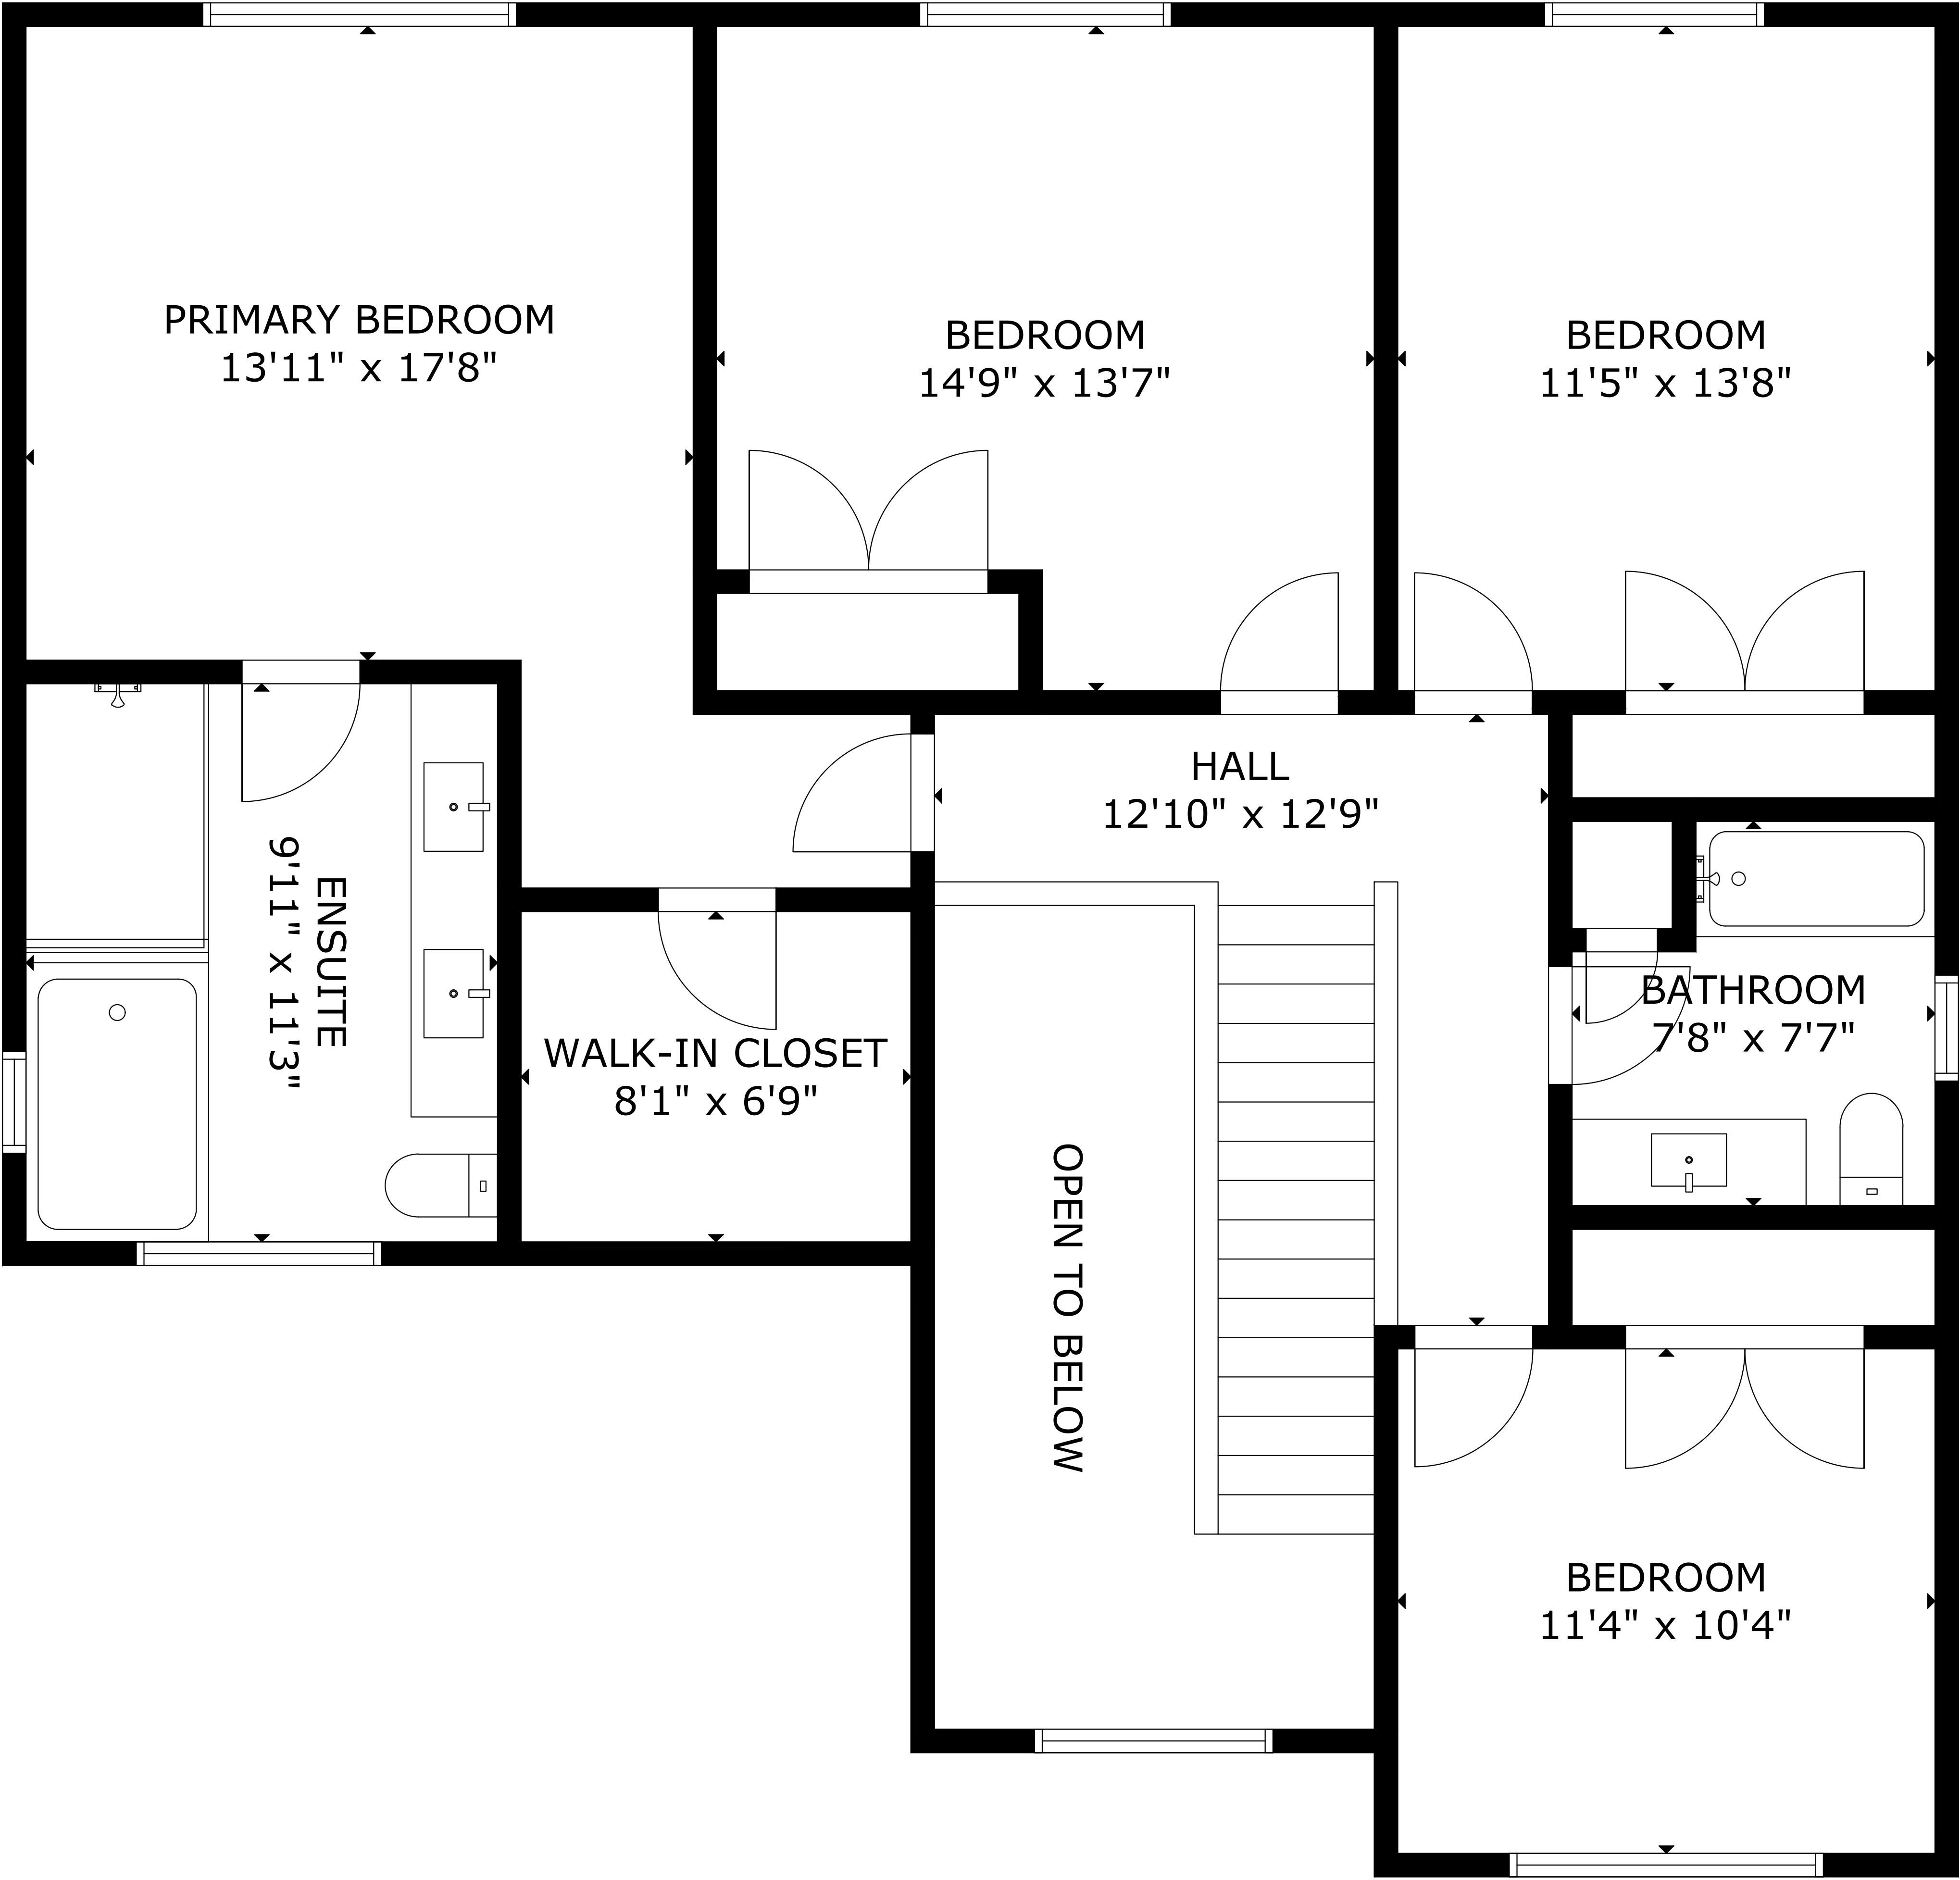 PRIMARY BEDROOM
13'11" x 17'8"
BEDROOM
14'9" x 13'7"
BEDROOM
11'5" x 13'8"
HALL
12'10" x 12'9"
ENSUITE
9'11" x 11'3"
WALK-IN CLOSET
8'1" x 6'9"
BATHROOM
7'8" x 7'7"
OPEN TO BELOW
BEDROOM
11'4" x 10'4"